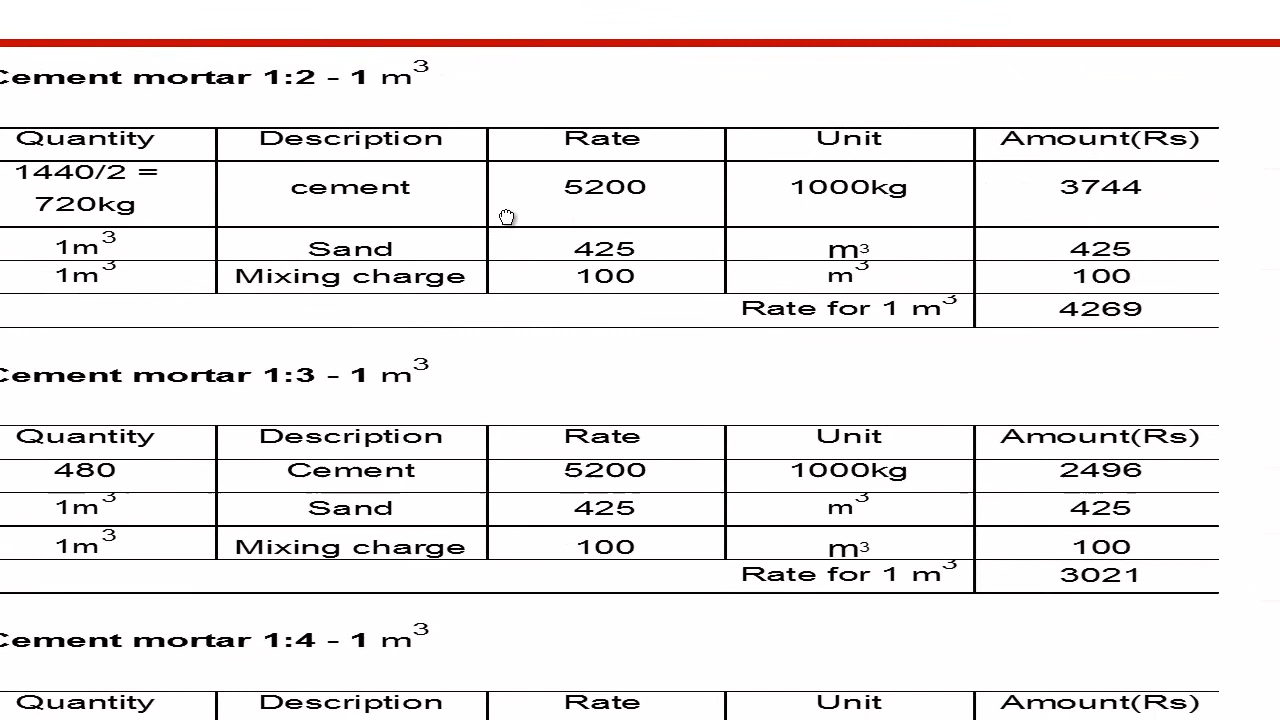 Cement mortar 1:2 - 1 m³
Quantity Description Rate Unit Amount(Rs)
1440/2 = 720kg cement 5200 1000kg 3744
1m³ Sand 425 m³ 425
1m³ Mixing charge 100 m³ 100
Rate for 1 m³ 4269
Cement mortar 1:3 - 1 m³
Quantity Description Rate Unit Amount(Rs)
480 Cement 5200 1000kg 2496
1m³ Sand 425 m³ 425
1m³ Mixing charge 100 m³ 100
Rate for 1 m³ 3021
Cement mortar 1:4 - 1 m³
Quantity Description Rate Unit Amount(Rs)